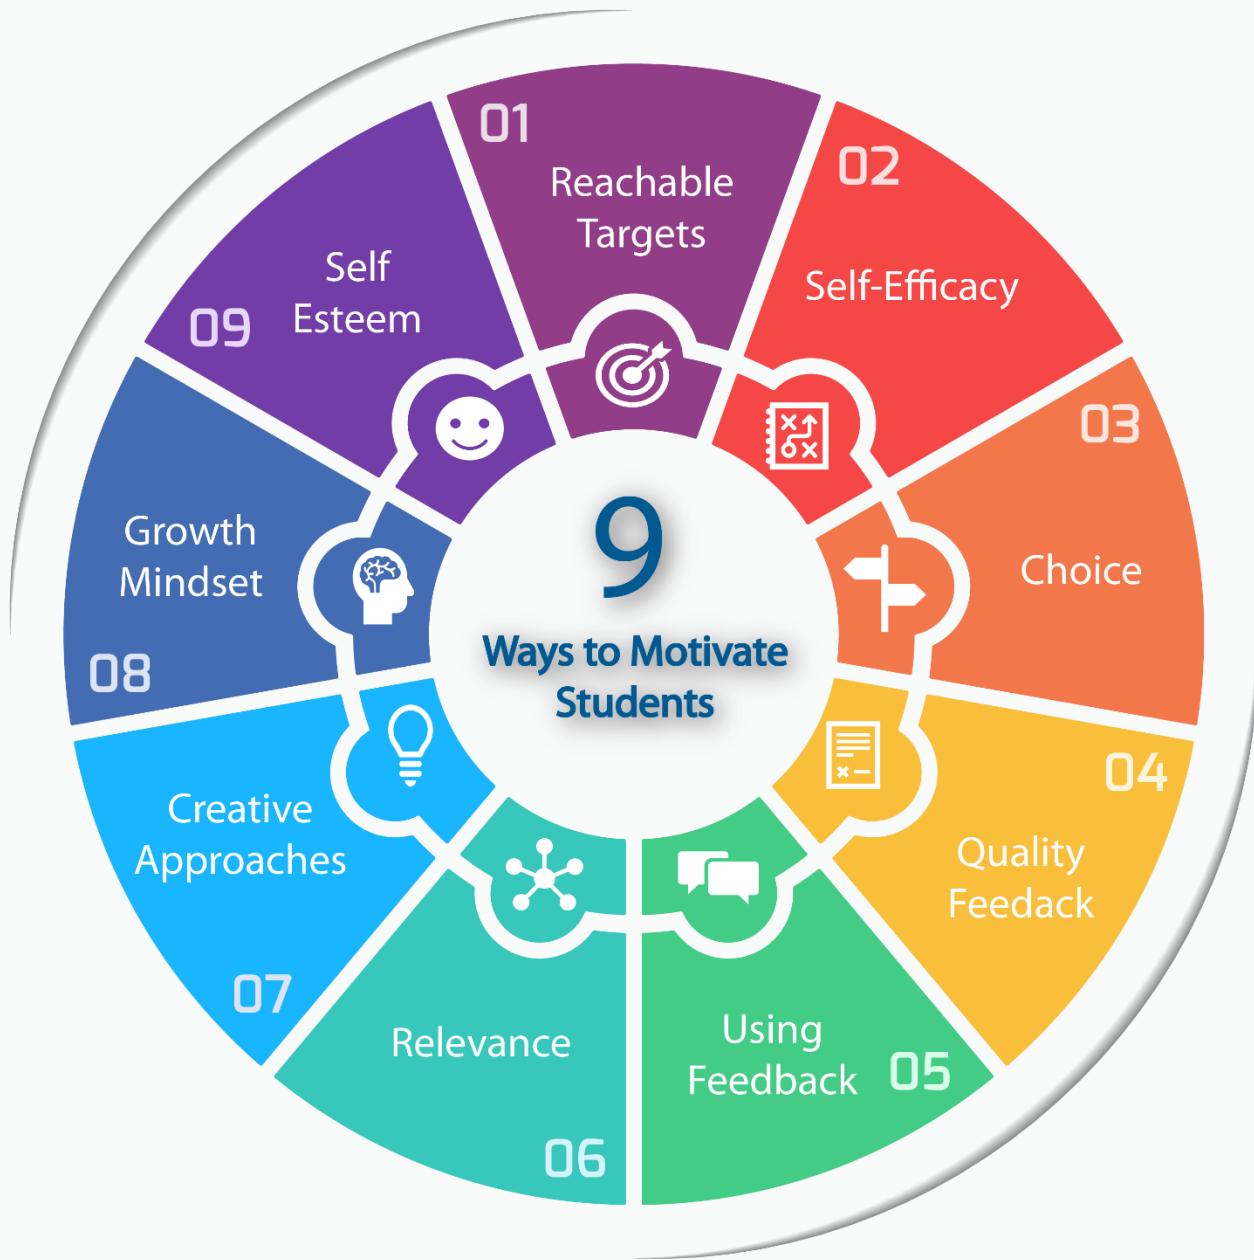 9
Ways to Motivate
Students
01
Reachable
Targets
02
Self-Efficacy
03
Choice
04
Quality
Feedack
05
Using
Feedback
06
Relevance
07
Creative
Approaches
08
Growth
Mindset
09
Self
Esteem